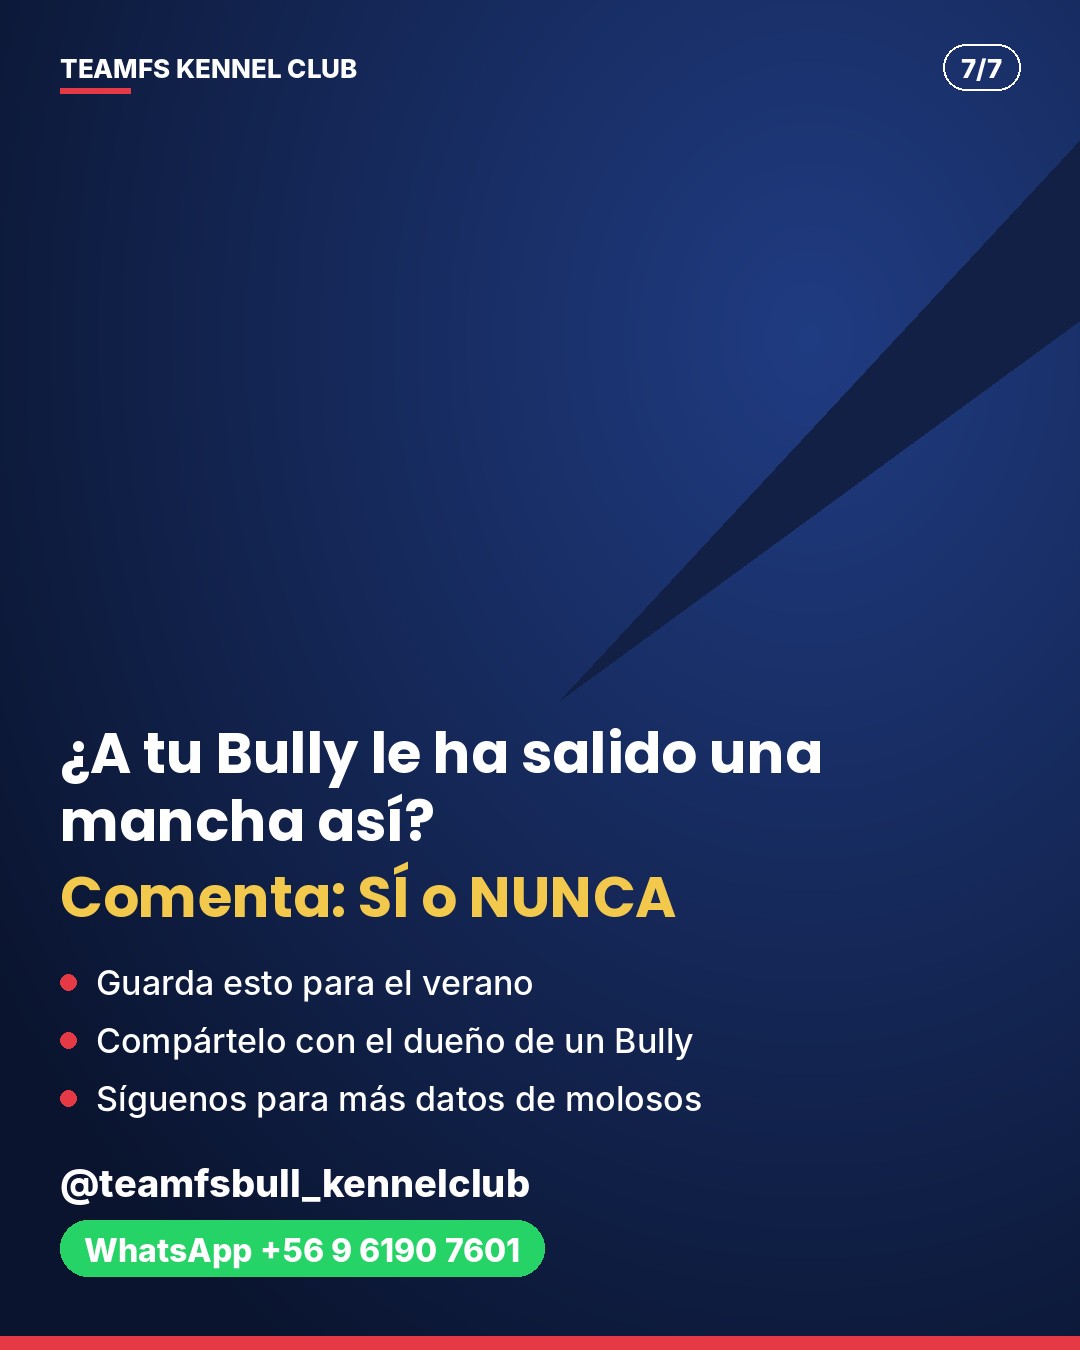 TEAMFS KENNEL CLUB
7/7
¿A tu Bully le ha salido una
mancha así?
Comenta: SÍ o NUNCA
Guarda esto para el verano
Compártelo con el dueño de un Bully
Síguenos para más datos de molosos
@teamfsbull_kennelclub
WhatsApp +56 9 6190 7601